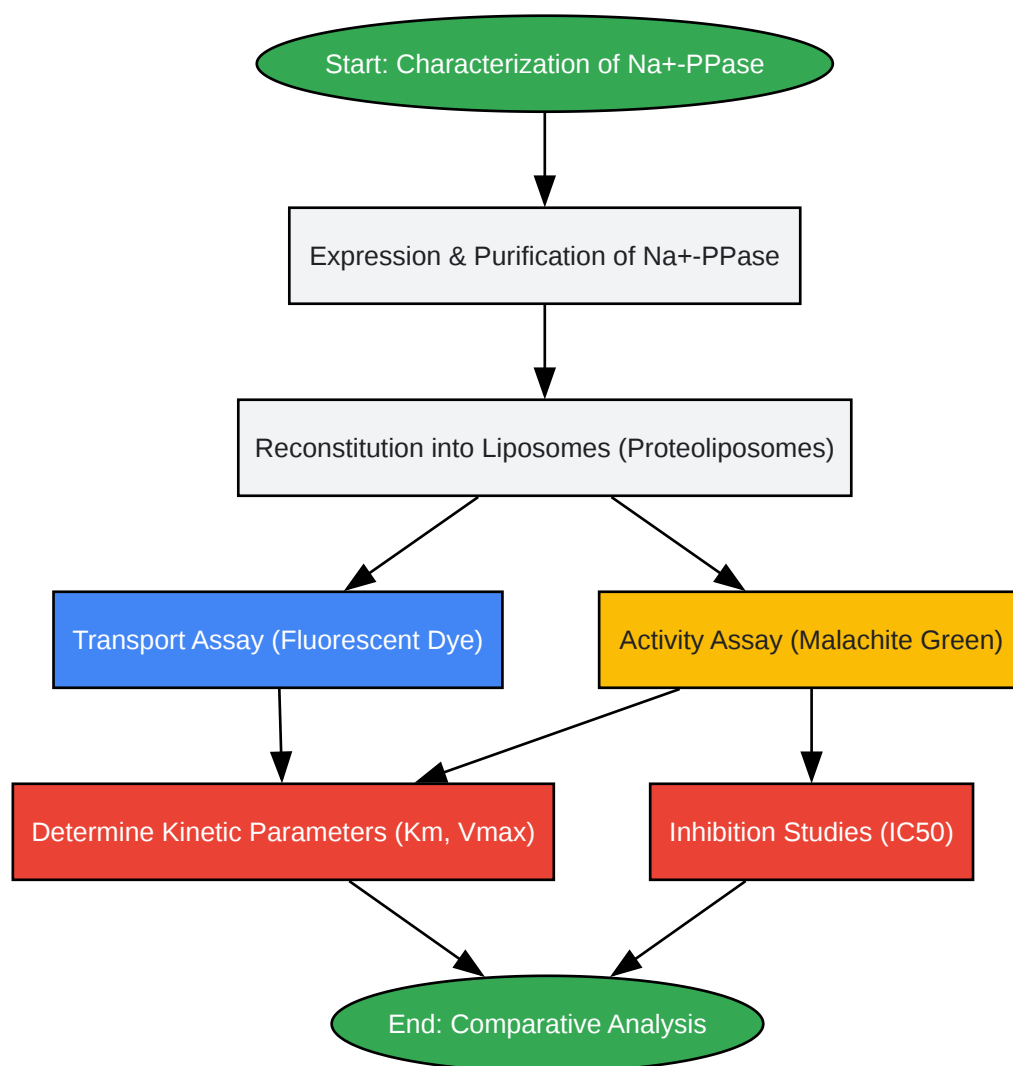 Start: Characterization of Na+-PPase
Expression & Purification of Na+-PPase
Reconstitution into Liposomes (Proteoliposomes)
Transport Assay (Fluorescent Dye)
Activity Assay (Malachite Green)
Determine Kinetic Parameters (Km, Vmax)
Inhibition Studies (IC50)
End: Comparative Analysis